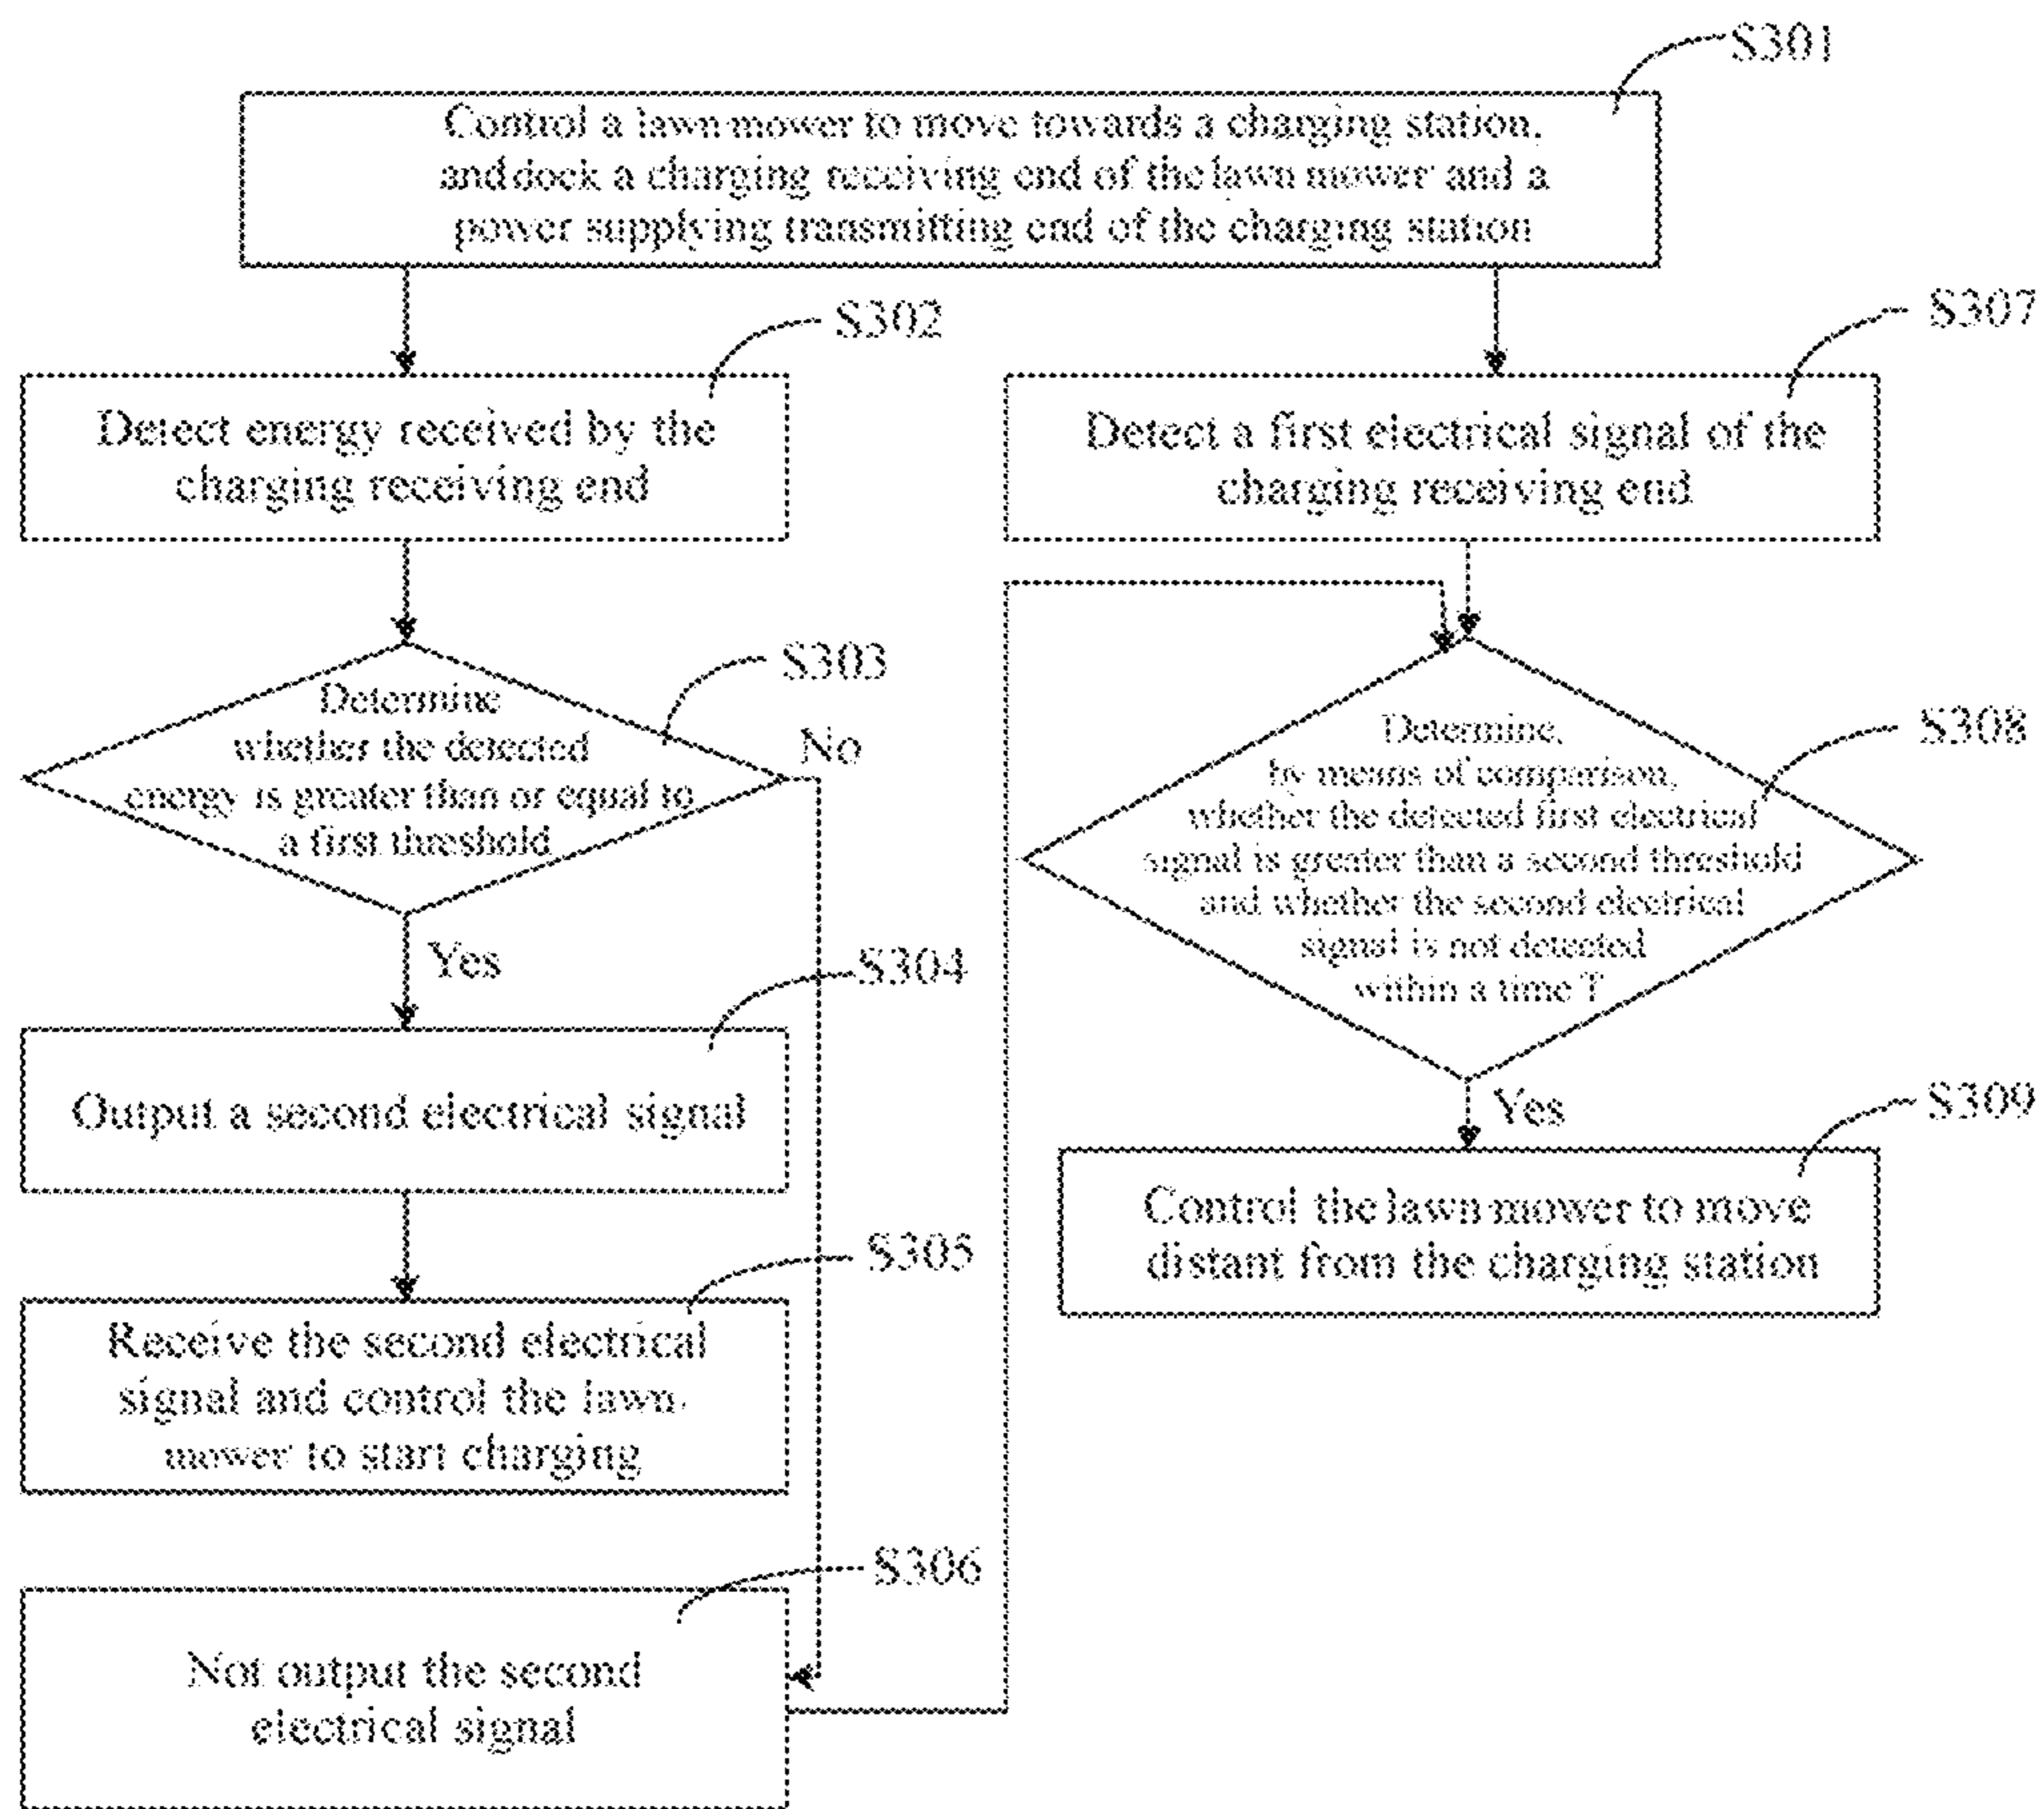 S301
Control a lawn mower to move towards a charging station,
and dock a charging receiving end of the lawn mower and a
power supplying transmitting end of the charging station
S302
Detect energy received by the
charging receiving end
S303
Determine
whether the detected
energy is greater than or equal to
a first threshold
No
Yes
S304
Output a second electrical signal
S305
Receive the second electrical
signal and control the lawn
mower to start charging
S306
Not output the second
electrical signal
S307
Detect a first electrical signal of the
charging receiving end
S308
Determine,
by means of comparison,
whether the detected first electrical
signal is greater than a second threshold
and whether the second electrical
signal is not detected
within a time T
Yes
S309
Control the lawn mower to move
distant from the charging station